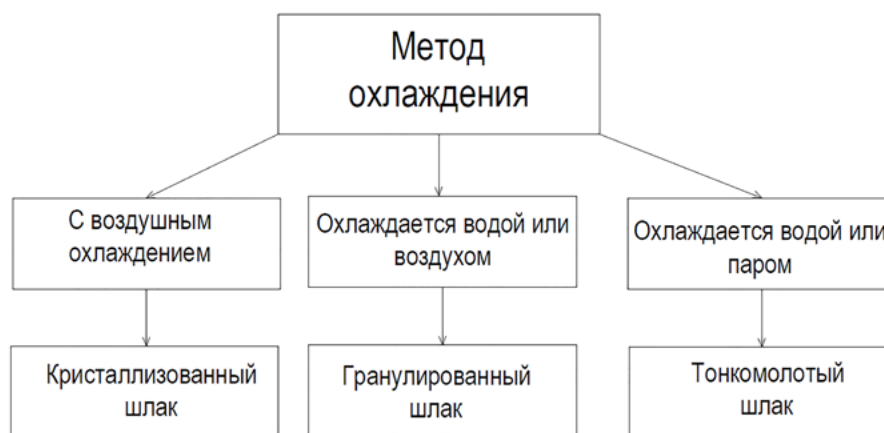 Метод
охлаждения
С воздушным
охлаждением
Охлаждается водой или
воздухом
Охлаждается водой или
паром
Кристаллизованный
шлак
Гранулированный
шлак
Тонкомолотый
шлак